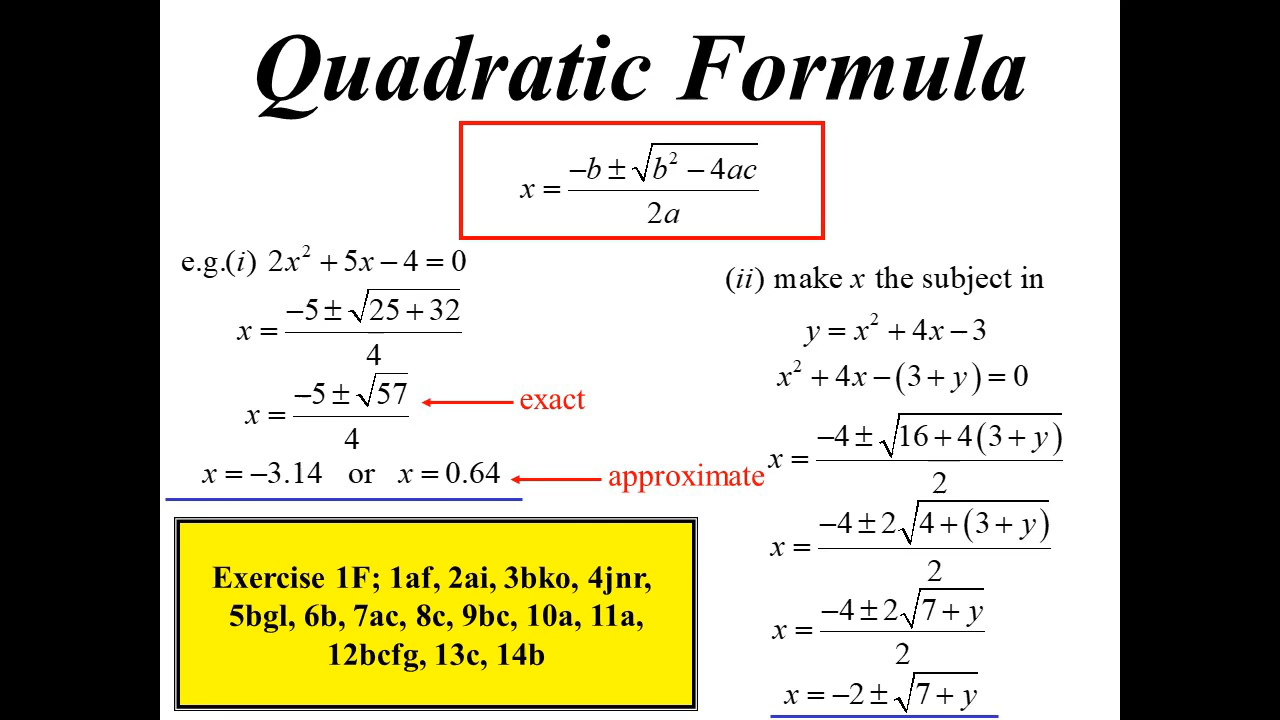 Quadratic Formula
x = (−b ± √(b² − 4ac)) / 2a
e.g.(i) 2x² + 5x − 4 = 0
x = (−5 ± √(25 + 32)) / 4
x = (−5 ± √57) / 4
exact
x = −3.14 or x = 0.64
approximate
(ii) make x the subject in
y = x² + 4x − 3
x² + 4x − (3 + y) = 0
x = (−4 ± √(16 + 4(3 + y))) / 2
x = (−4 ± 2√(4 + (3 + y))) / 2
x = (−4 ± 2√(7 + y)) / 2
x = −2 ± √(7 + y)
Exercise 1F; 1af, 2ai, 3bko, 4jnr,
5bgl, 6b, 7ac, 8c, 9bc, 10a, 11a,
12bcfg, 13c, 14b